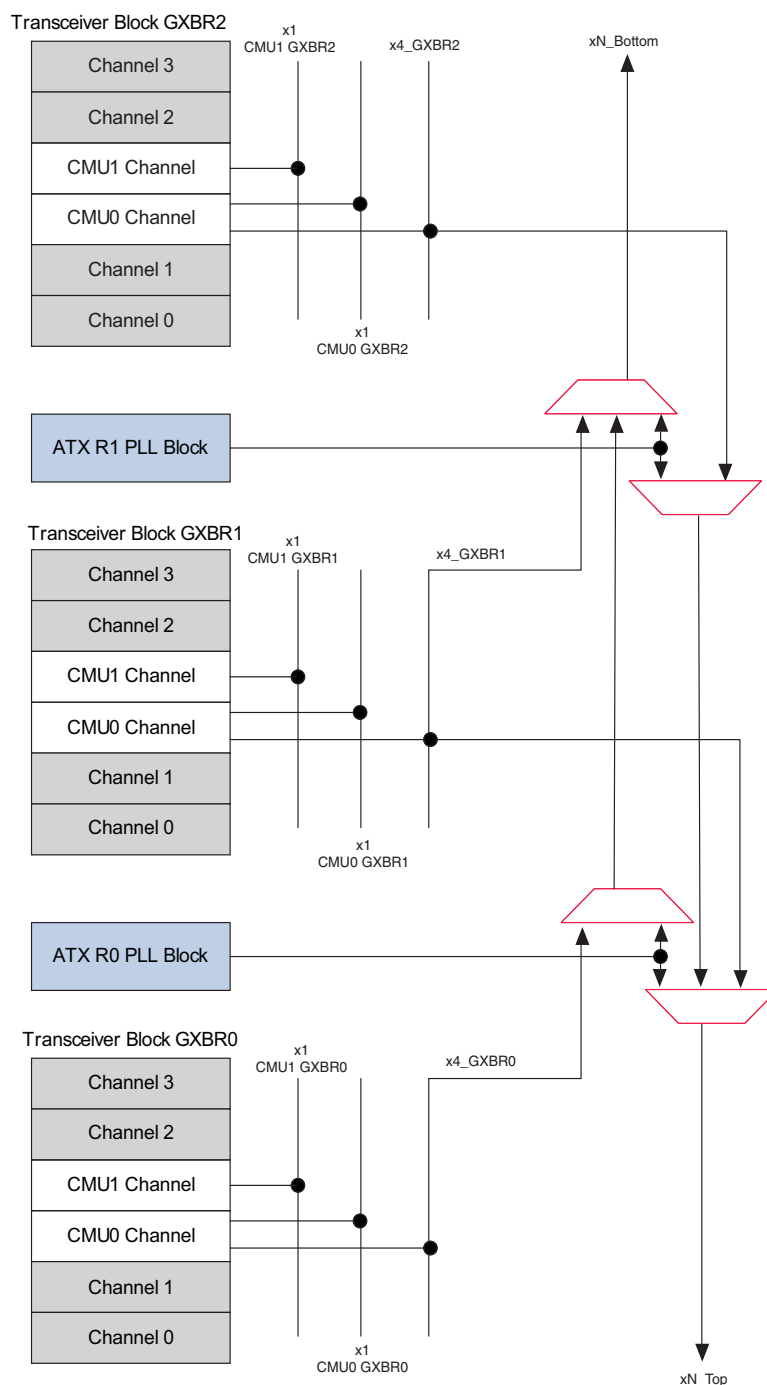 Transceiver Block GXBR2
x1
CMU1 GXBR2
x4_GXBR2
xN_Bottom
Channel 3
Channel 2
CMU1 Channel
CMU0 Channel
Channel 1
Channel 0
x1
CMU0 GXBR2
ATX R1 PLL Block
Transceiver Block GXBR1
x1
CMU1 GXBR1
x4_GXBR1
Channel 3
Channel 2
CMU1 Channel
CMU0 Channel
Channel 1
Channel 0
x1
CMU0 GXBR1
ATX R0 PLL Block
Transceiver Block GXBR0
x1
CMU1 GXBR0
x4_GXBR0
Channel 3
Channel 2
CMU1 Channel
CMU0 Channel
Channel 1
Channel 0
x1
CMU0 GXBR0
xN_Top